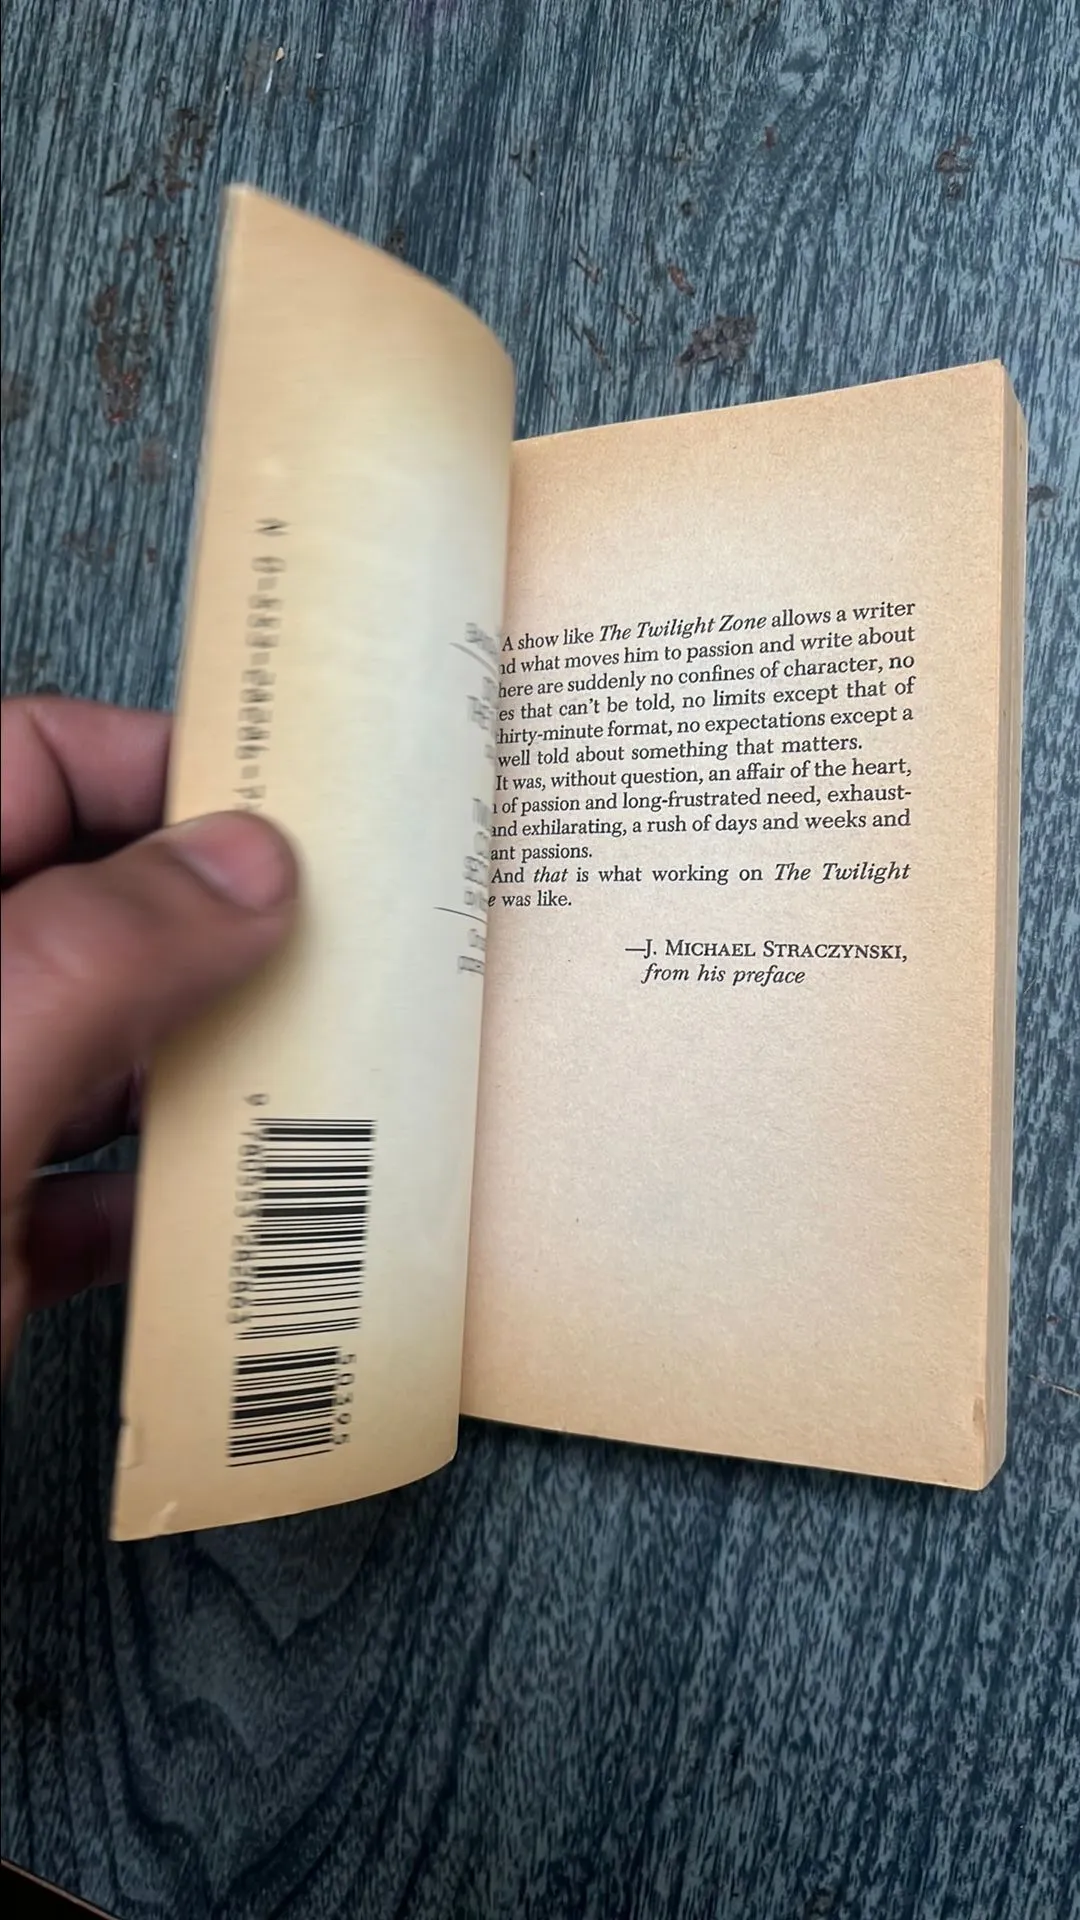 9 780553 282863
50395
A show like The Twilight Zone allows a writer
what moves him to passion and write about
are suddenly no confines of character, no
that can't be told, no limits except that of
thirty-minute format, no expectations except a
well told about something that matters.
It was, without question, an affair of the heart,
of passion and long-frustrated need, exhaust-
and exhilarating, a rush of days and weeks and
passions.
And that is what working on The Twilight
was like.
—J. MICHAEL STRACZYNSKI,
from his preface